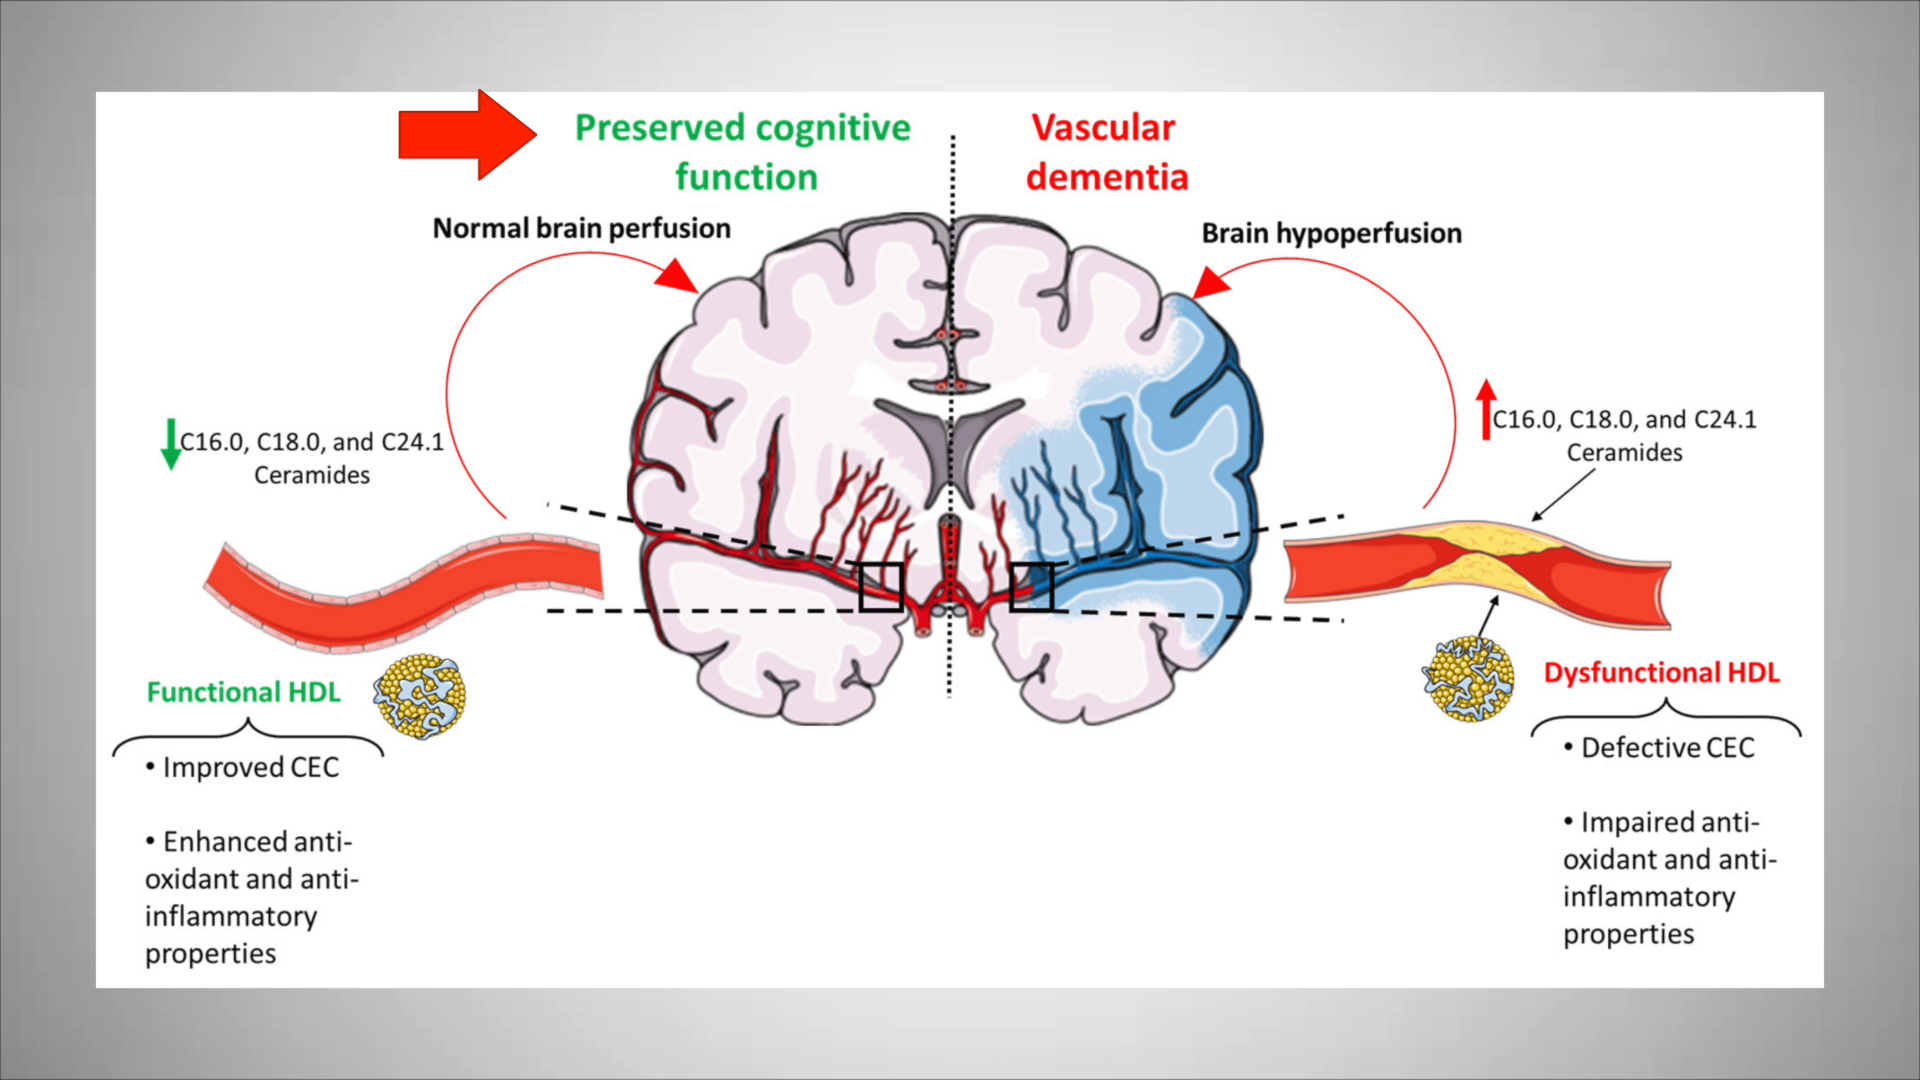 Preserved cognitive
function
Vascular
dementia
Normal brain perfusion
Brain hypoperfusion
C16.0, C18.0, and C24.1
Ceramides
C16.0, C18.0, and C24.1
Ceramides
Functional HDL
• Improved CEC
• Enhanced anti-
oxidant and anti-
inflammatory
properties
Dysfunctional HDL
• Defective CEC
• Impaired anti-
oxidant and anti-
inflammatory
properties